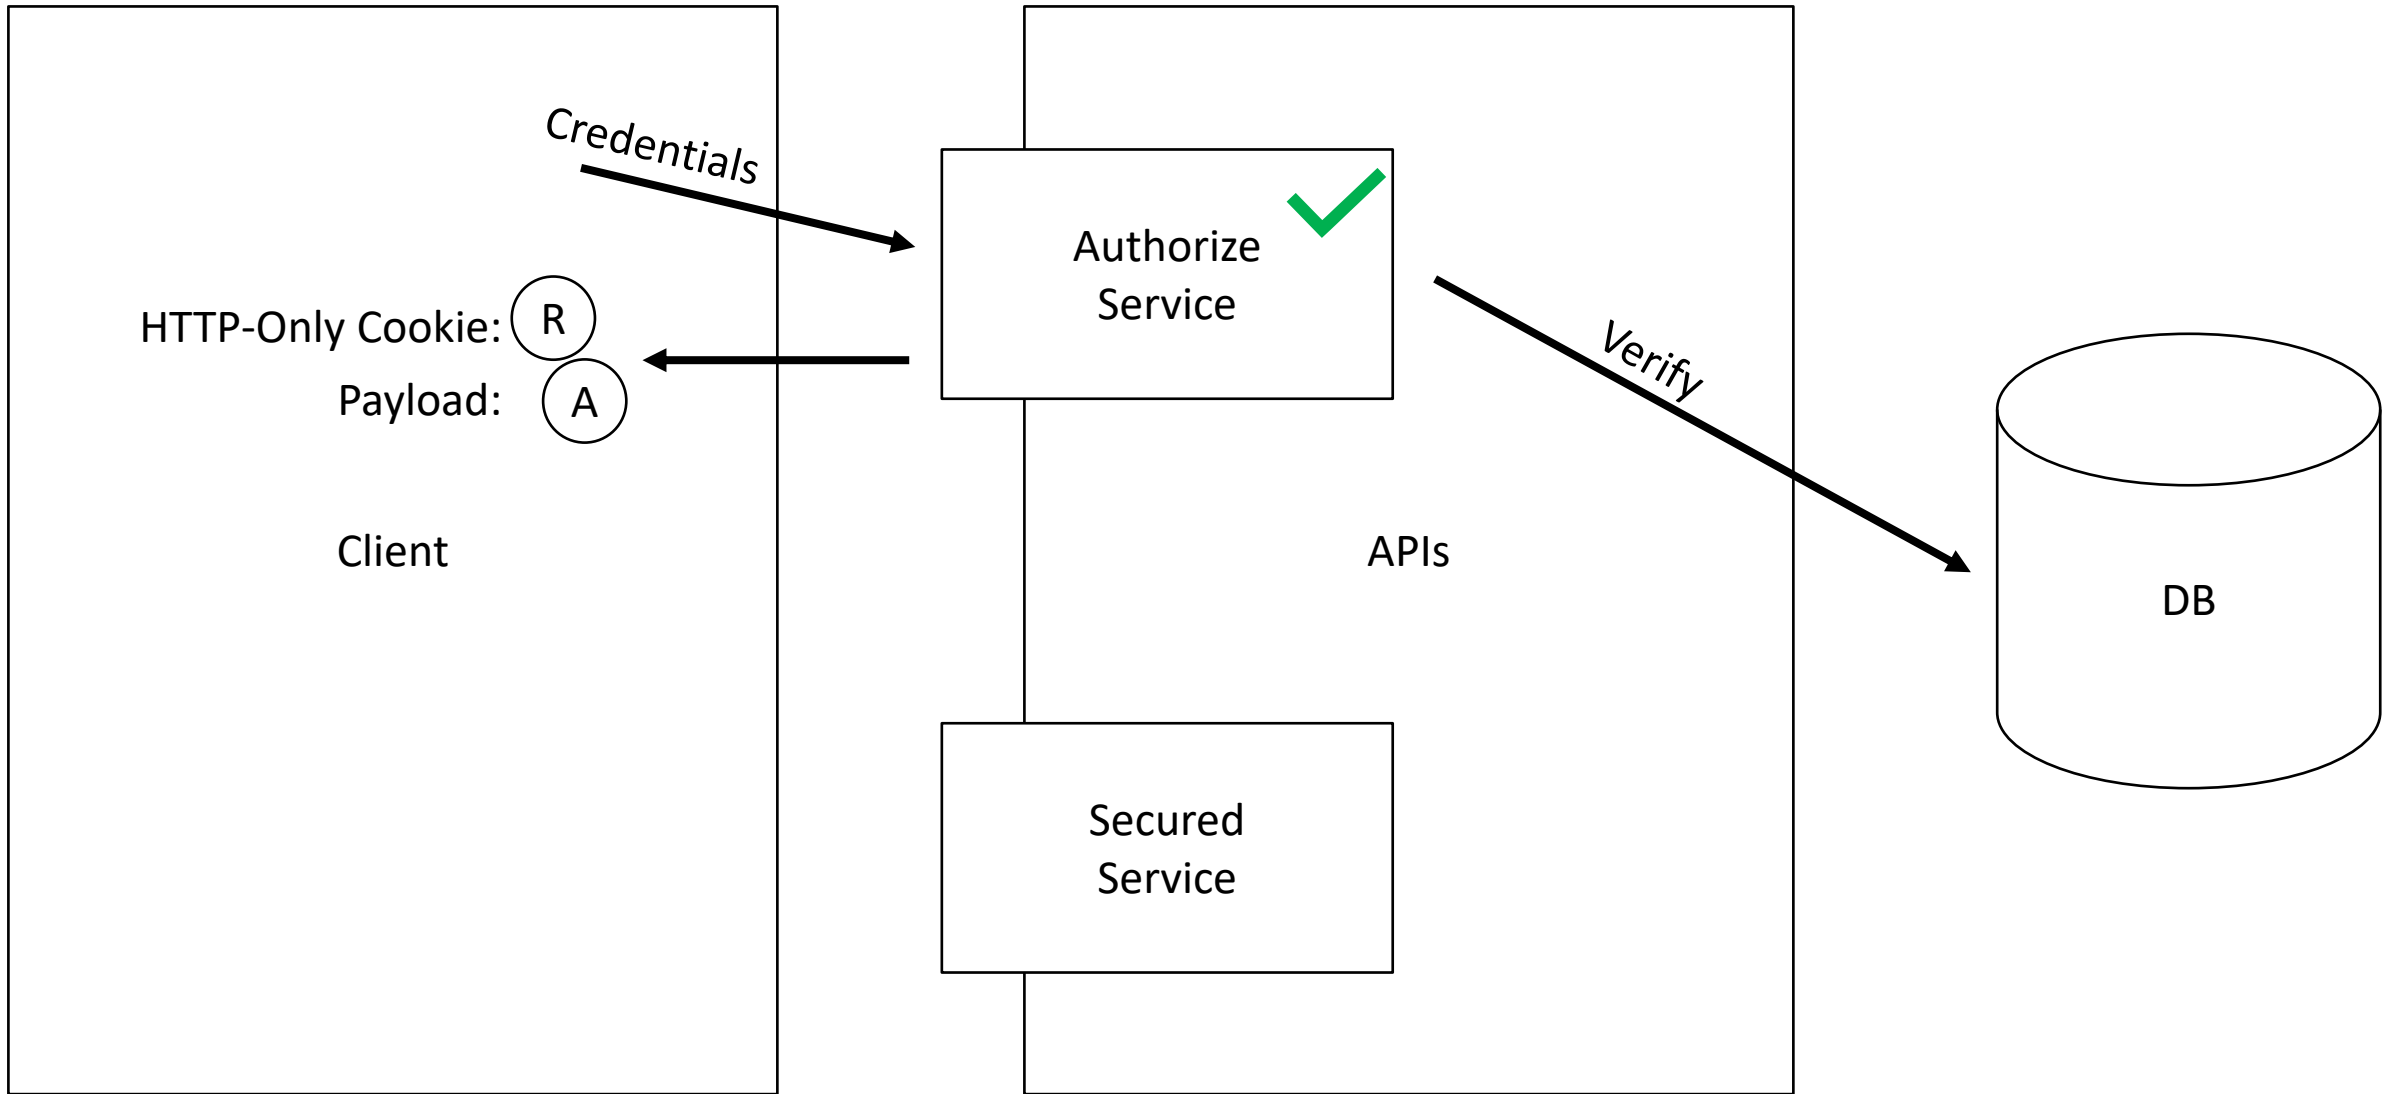 Credentials
HTTP-Only Cookie:
R
Payload:
A
Client
Authorize
Service
Verify
APIs
DB
Secured
Service